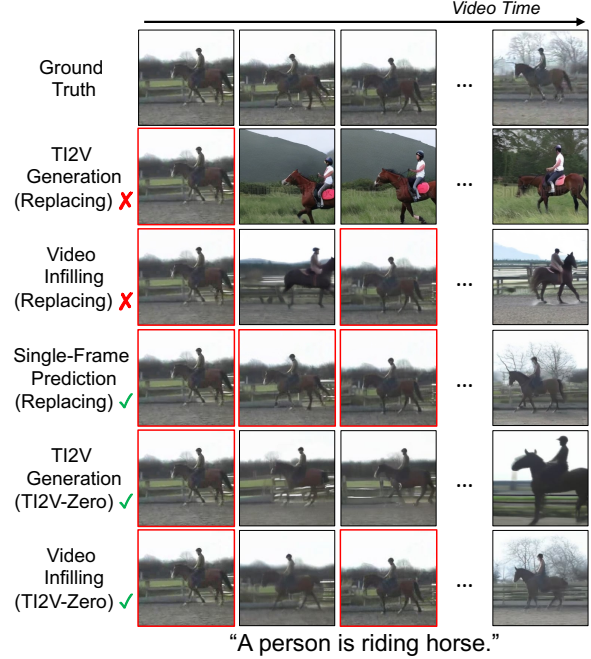 Video Time
Ground
Truth
...
TI2V
Generation
(Replacing) ✗
...
Video
Infilling
(Replacing) ✗
...
Single-Frame
Prediction
(Replacing) ✓
...
TI2V
Generation
(TI2V-Zero) ✓
...
Video
Infilling
(TI2V-Zero) ✓
...
“A person is riding horse.”